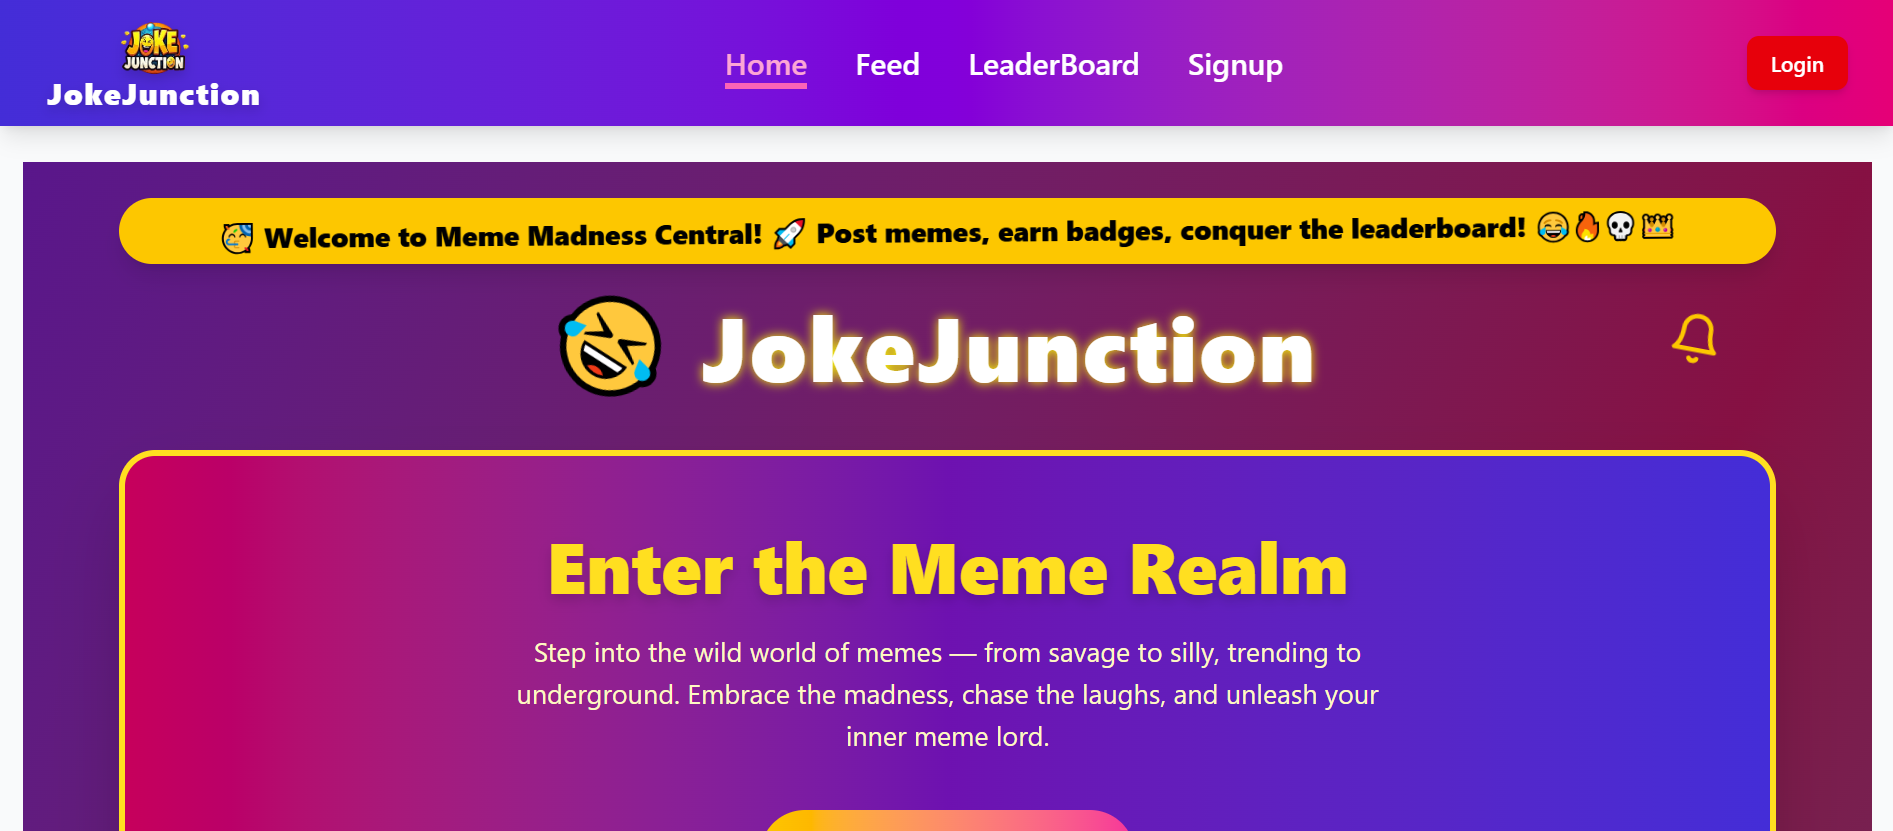 JOKE
JUNCTION
JokeJunction
Home
Feed
LeaderBoard
Signup
Login
🥳 Welcome to Meme Madness Central! 🚀 Post memes, earn badges, conquer the leaderboard! 😂🔥💀👑
JokeJunction
Enter the Meme Realm
Step into the wild world of memes — from savage to silly, trending to
underground. Embrace the madness, chase the laughs, and unleash your
inner meme lord.